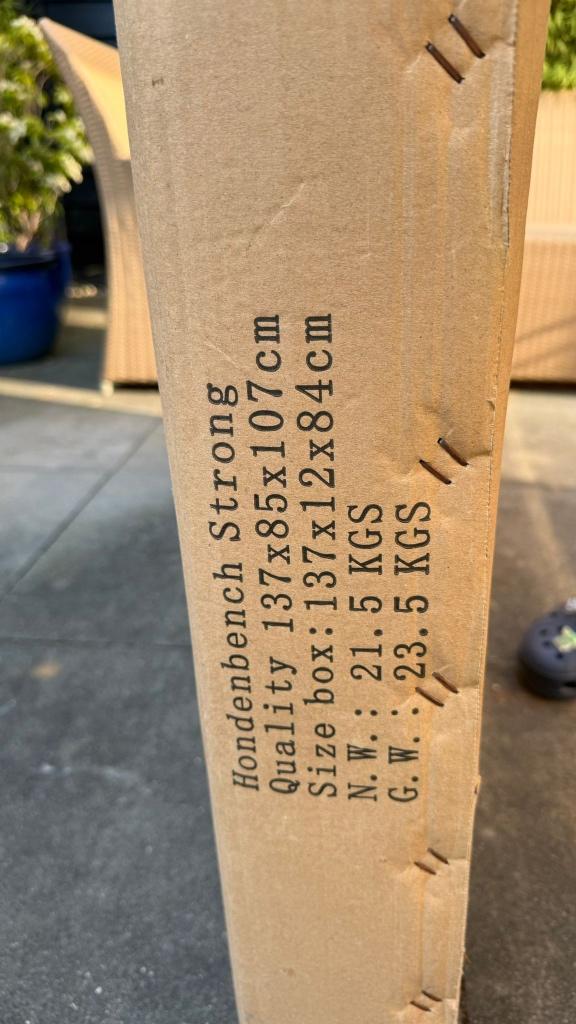 Hondenbench Strong
Quality 137x85x107cm
Size box:137x12x84cm
N.W.: 21.5 KGS
G.W.: 23.5 KGS